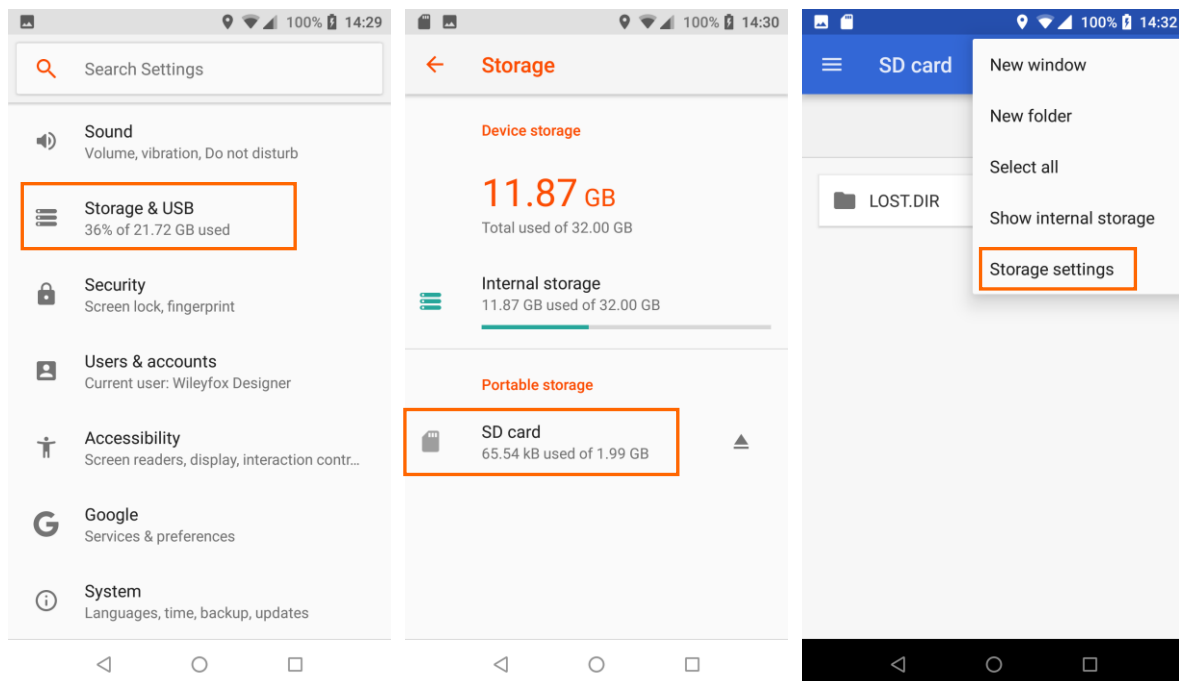 100% 14:29
Search Settings
Sound
Volume, vibration, Do not disturb
Storage & USB
36% of 21.72 GB used
Security
Screen lock, fingerprint
Users & accounts
Current user: Wileyfox Designer
Accessibility
Screen readers, display, interaction contr...
Google
Services & preferences
System
Languages, time, backup, updates
100% 14:30
Storage
Device storage
11.87 GB
Total used of 32.00 GB
Internal storage
11.87 GB used of 32.00 GB
Portable storage
SD card
65.54 kB used of 1.99 GB
100% 14:32
SD card
New window
New folder
Select all
LOST.DIR
Show internal storage
Storage settings